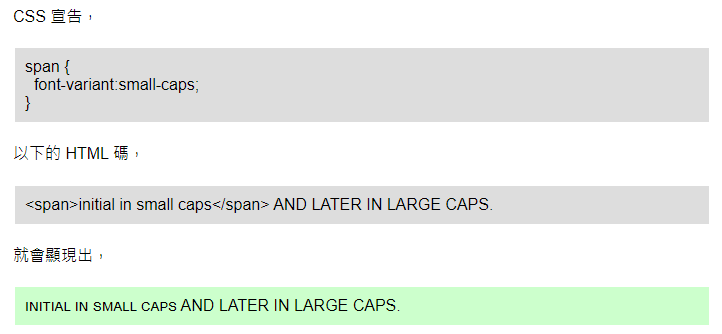 CSS 宣告，
span {
  font-variant:small-caps;
}
以下的 HTML 碼，
<span>initial in small caps</span> AND LATER IN LARGE CAPS.
就會顯現出，
INITIAL IN SMALL CAPS AND LATER IN LARGE CAPS.